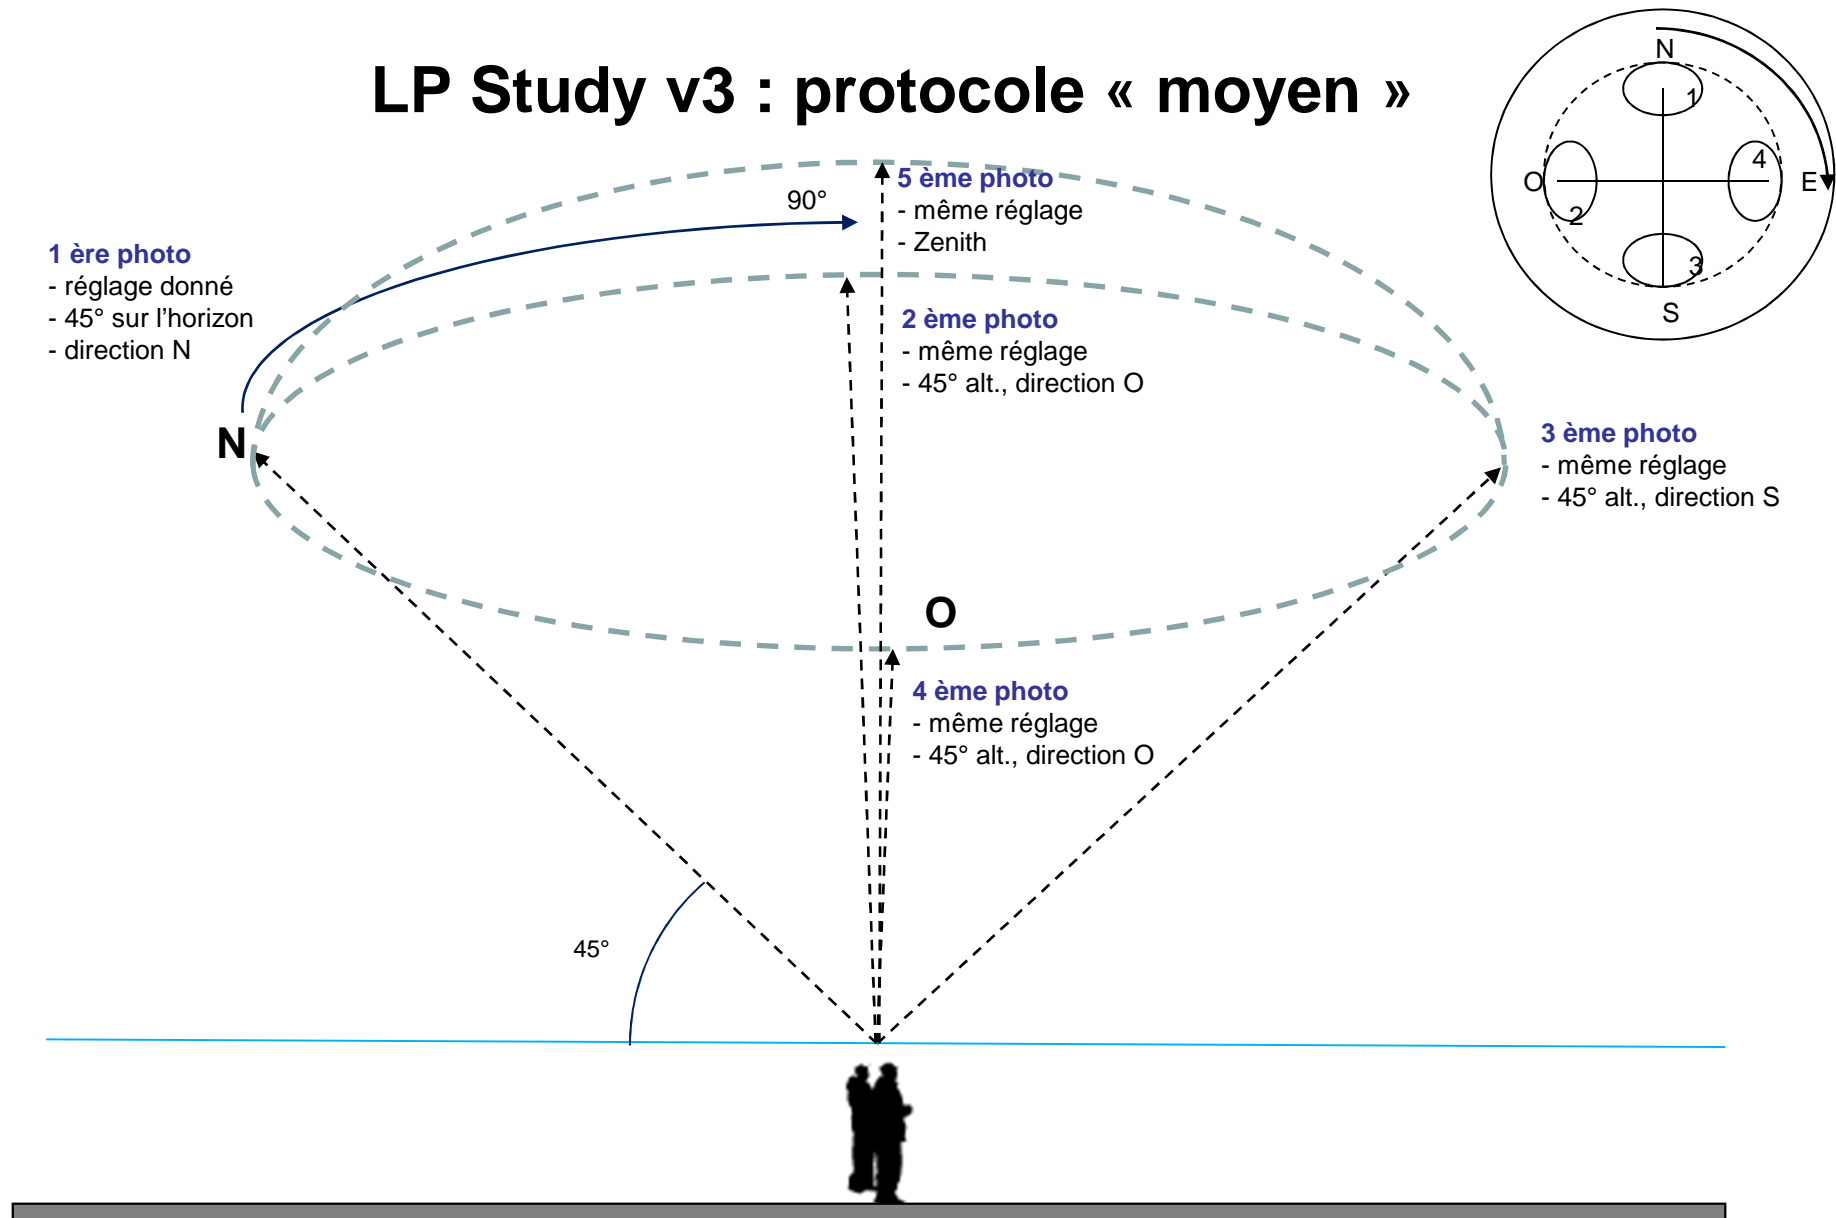 LP Study v3 : protocole « moyen »
N
1
4
O
E
2
3
S
5 ème photo
- même réglage
- Zenith
90°
1 ère photo
- réglage donné
- 45° sur l'horizon
- direction N
2 ème photo
- même réglage
- 45° alt., direction O
N
3 ème photo
- même réglage
- 45° alt., direction S
O
4 ème photo
- même réglage
- 45° alt., direction O
45°